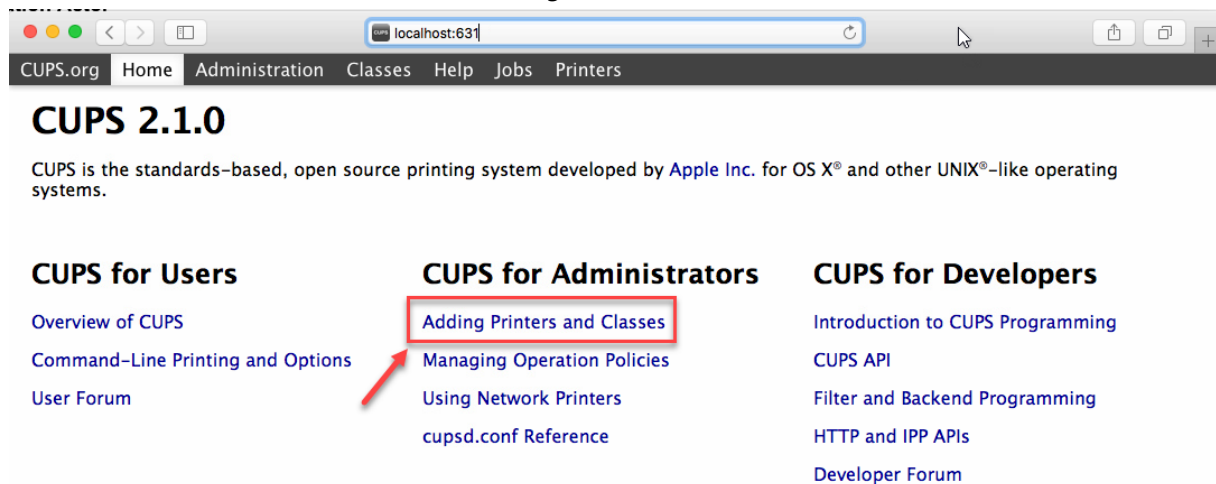 localhost:631
CUPS.org Home Administration Classes Help Jobs Printers
CUPS 2.1.0
CUPS is the standards-based, open source printing system developed by Apple Inc. for OS X® and other UNIX®-like operating
systems.
CUPS for Users
Overview of CUPS
Command-Line Printing and Options
User Forum
CUPS for Administrators
Adding Printers and Classes
Managing Operation Policies
Using Network Printers
cupsd.conf Reference
CUPS for Developers
Introduction to CUPS Programming
CUPS API
Filter and Backend Programming
HTTP and IPP APIs
Developer Forum